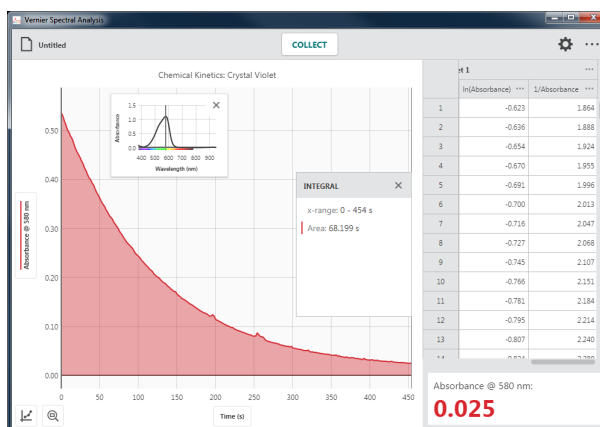 Vernier Spectral Analysis
Untitled
COLLECT
Chemical Kinetics: Crystal Violet
0.50
0.40
0.30
0.20
0.10
0.00
Absorbance @ 580 nm
0 50 100 150 200 250 300 350 400 450
Time (s)
1.5
1.0
0.5
0.0
Absorbance
400 500 600 700 800 900
Wavelength (nm)
INTEGRAL
x-range: 0 - 454 s
Area: 68.199 s
et 1
ln(Absorbance) 1/Absorbance
1 -0.623 1.864
2 -0.636 1.888
3 -0.654 1.924
4 -0.670 1.955
5 -0.691 1.996
6 -0.700 2.013
7 -0.716 2.047
8 -0.727 2.068
9 -0.745 2.107
10 -0.766 2.151
11 -0.781 2.184
12 -0.795 2.214
13 -0.807 2.240
Absorbance @ 580 nm:
0.025